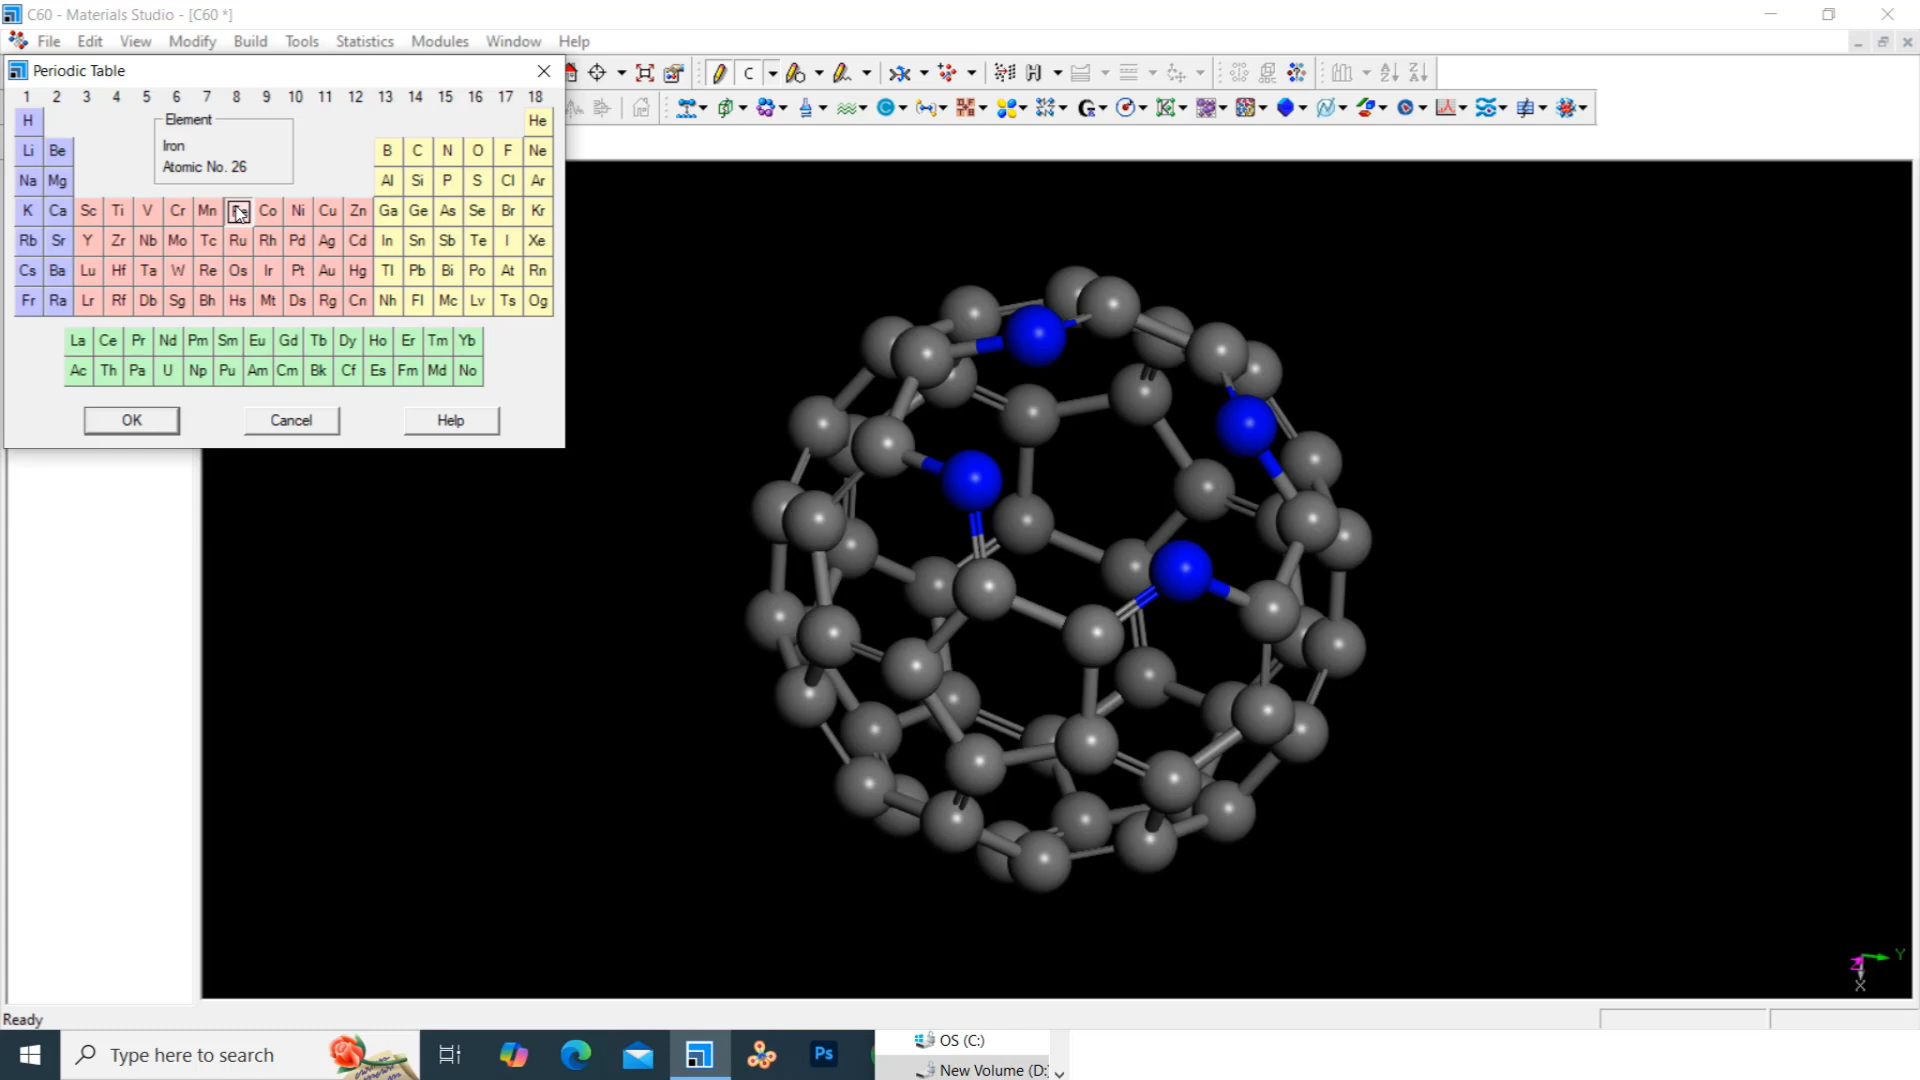 C60 - Materials Studio - [C60 *]
File Edit View Modify Build Tools Statistics Modules Window Help
C
Periodic Table
1 2 3 4 5 6 7 8 9 10 11 12 13 14 15 16 17 18
H He
Element
Iron
Atomic No. 26
Li Be B C N O F Ne
Na Mg Al Si P S Cl Ar
K Ca Sc Ti V Cr Mn Co Ni Cu Zn Ga Ge As Se Br Kr
Rb Sr Y Zr Nb Mo Tc Ru Rh Pd Ag Cd In Sn Sb Te I Xe
Cs Ba Lu Hf Ta W Re Os Ir Pt Au Hg Tl Pb Bi Po At Rn
Fr Ra Lr Rf Db Sg Bh Hs Mt Ds Rg Cn Nh Fl Mc Lv Ts Og
La Ce Pr Nd Pm Sm Eu Gd Tb Dy Ho Er Tm Yb
Ac Th Pa U Np Pu Am Cm Bk Cf Es Fm Md No
OK Cancel Help
Z Y
X
Ready
Type here to search
Ps
OS (C:)
New Volume (D: